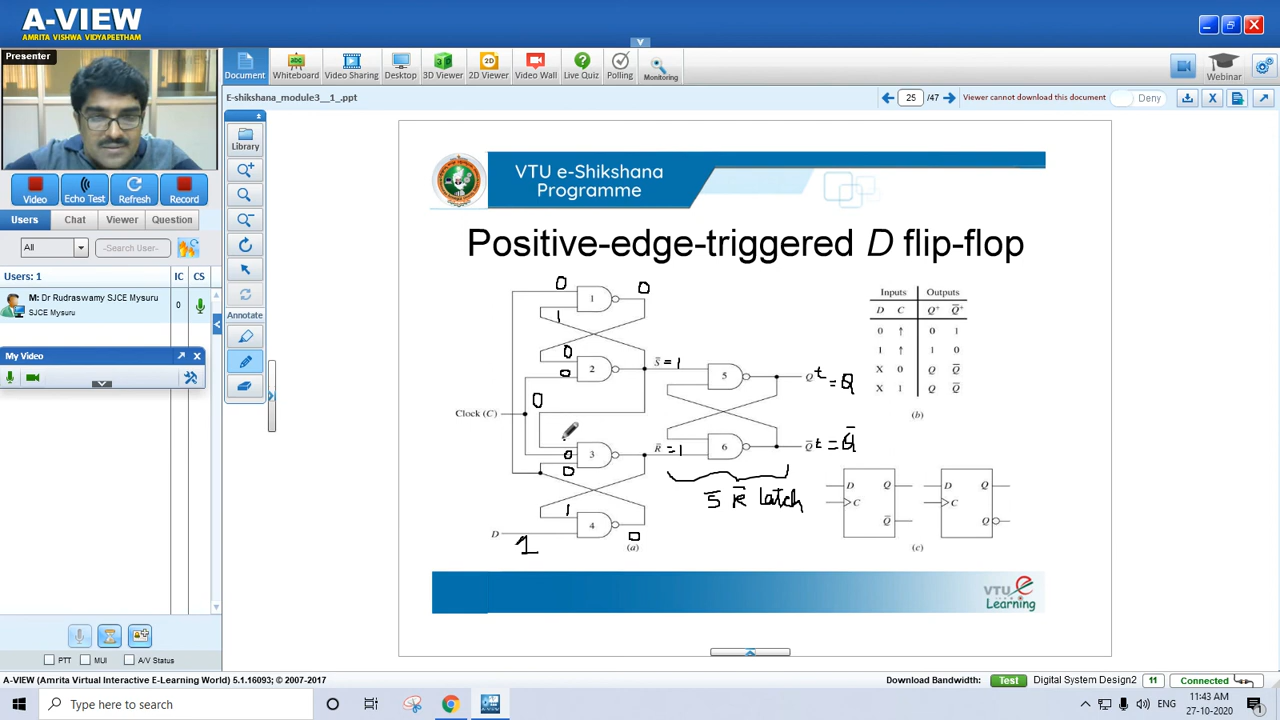 A-VIEW
AMRITA VISHWA VIDYAPEETHAM
Presenter
Document
Whiteboard
Video Sharing
Desktop
3D Viewer
2D Viewer
Video Wall
Live Quiz
Polling
Monitoring
Webinar
E-shikshana_module3__1_.ppt
25 /47
Viewer cannot download this document
Deny
Video
Echo Test
Refresh
Record
Library
Users
Chat
Viewer
Question
All
-Search User-
Users: 1
IC
CS
M: Dr Rudraswamy SJCE Mysuru
SJCE Mysuru
0
Annotate
My Video
VTU e-Shikshana
Programme
Positive-edge-triggered D flip-flop
0
1
0
1
0
0
2
S̅ = 1
5
Q t = Q
0
Clock (C)
0
0
3
R̅ = 1
6
Q̅ t = Q̅
S̅ R̅ latch
1
4
D
1
0
(a)
Inputs Outputs
D C Q⁺ Q̅⁺
0 ↑ 0 1
1 ↑ 1 0
X 0 Q Q̅
X 1 Q Q̅
(b)
D Q
C
Q̅
D Q
C
Q
(c)
VTU e
Learning
PTT
MUI
A/V Status
A-VIEW (Amrita Virtual Interactive E-Learning World) 5.1.16093; © 2007-2017
Download Bandwidth:
Test
Digital System Design2
11
Connected
Type here to search
ENG
11:43 AM
27-10-2020
1